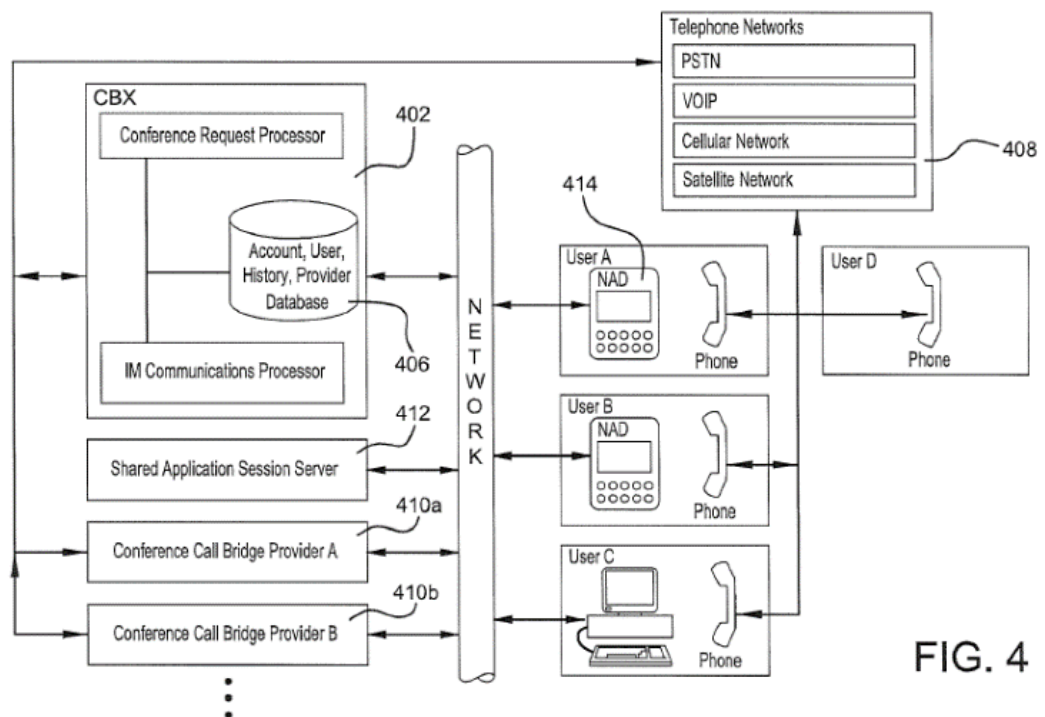 Telephone Networks
PSTN
VOIP
Cellular Network
Satellite Network
408
CBX
Conference Request Processor
402
Account, User,
History, Provider
Database
406
IM Communications Processor
412
Shared Application Session Server
410a
Conference Call Bridge Provider A
410b
Conference Call Bridge Provider B
NETWORK
414
User A
NAD
Phone
User D
Phone
User B
NAD
Phone
User C
Phone
FIG. 4